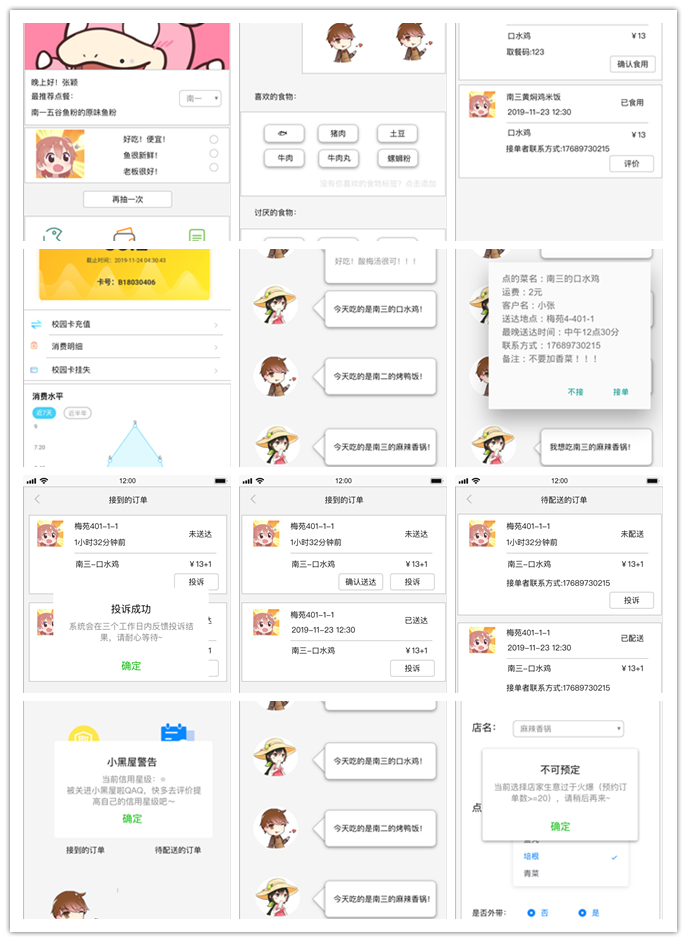 晚上好！张颖
最推荐点餐：
南一
南一五谷鱼粉的原味鱼粉
好吃！便宜！
鱼很新鲜！
老板很好！
再抽一次
喜欢的食物：
猪肉
土豆
牛肉
牛肉丸
螺蛳粉
没有你喜欢的食物标签？点击添加
讨厌的食物：
口水鸡
￥13
取餐码:123
确认食用
南三黄焖鸡米饭
已食用
2019-11-23 12:30
口水鸡
￥13
接单者联系方式:17689730215
评价
截止时间：2019-11-24 04:30:43
卡号：B18030406
校园卡充值
消费明细
校园卡挂失
消费水平
近7天
近半年
9
9
7:20
6
6
好吃！酸梅汤很可！！！
今天吃的是南三的口水鸡！
今天吃的是南二的烤鸭饭！
今天吃的是南三的麻辣香锅！
点的菜名：南三的口水鸡
运费：2元
客户名：小张
送达地点：梅苑4-401-1
最晚送达时间：中午12点30分
联系方式：17689730215
备注：不要加香菜！！！
不接
接单
我想吃南三的麻辣香锅！
12:00
接到的订单
梅苑401-1-1
未送达
1小时32分钟前
南三-口水鸡
￥13+1
投诉
投诉成功
系统会在三个工作日内反馈投诉结
果，请耐心等待~
确定
送达
￥13+1
12:00
接到的订单
梅苑401-1-1
未送达
1小时32分钟前
南三-口水鸡
￥13+1
确认送达
投诉
梅苑401-1-1
已送达
2019-11-23 12:30
南三-口水鸡
￥13+1
投诉
12:00
待配送的订单
梅苑401-1-1
未配送
1小时32分钟前
南三-口水鸡
￥13+1
接单者联系方式:17689730215
投诉
梅苑401-1-1
已配送
2019-11-23 12:30
南三-口水鸡
￥13+1
接单者联系方式:17689730215
小黑屋警告
当前信用星级：☆
被关进小黑屋啦QAQ，快多去评价提
高自己的信用星级吧～
确定
接到的订单
待配送的订单
今天吃的是南三的口水鸡！
今天吃的是南二的烤鸭饭！
今天吃的是南三的麻辣香锅！
店名：
麻辣香锅
不可预定
当前选择店家生意过于火爆（预约订
单数>=20），请稍后再来~
确定
点
培根
青菜
是否外带：
否
是